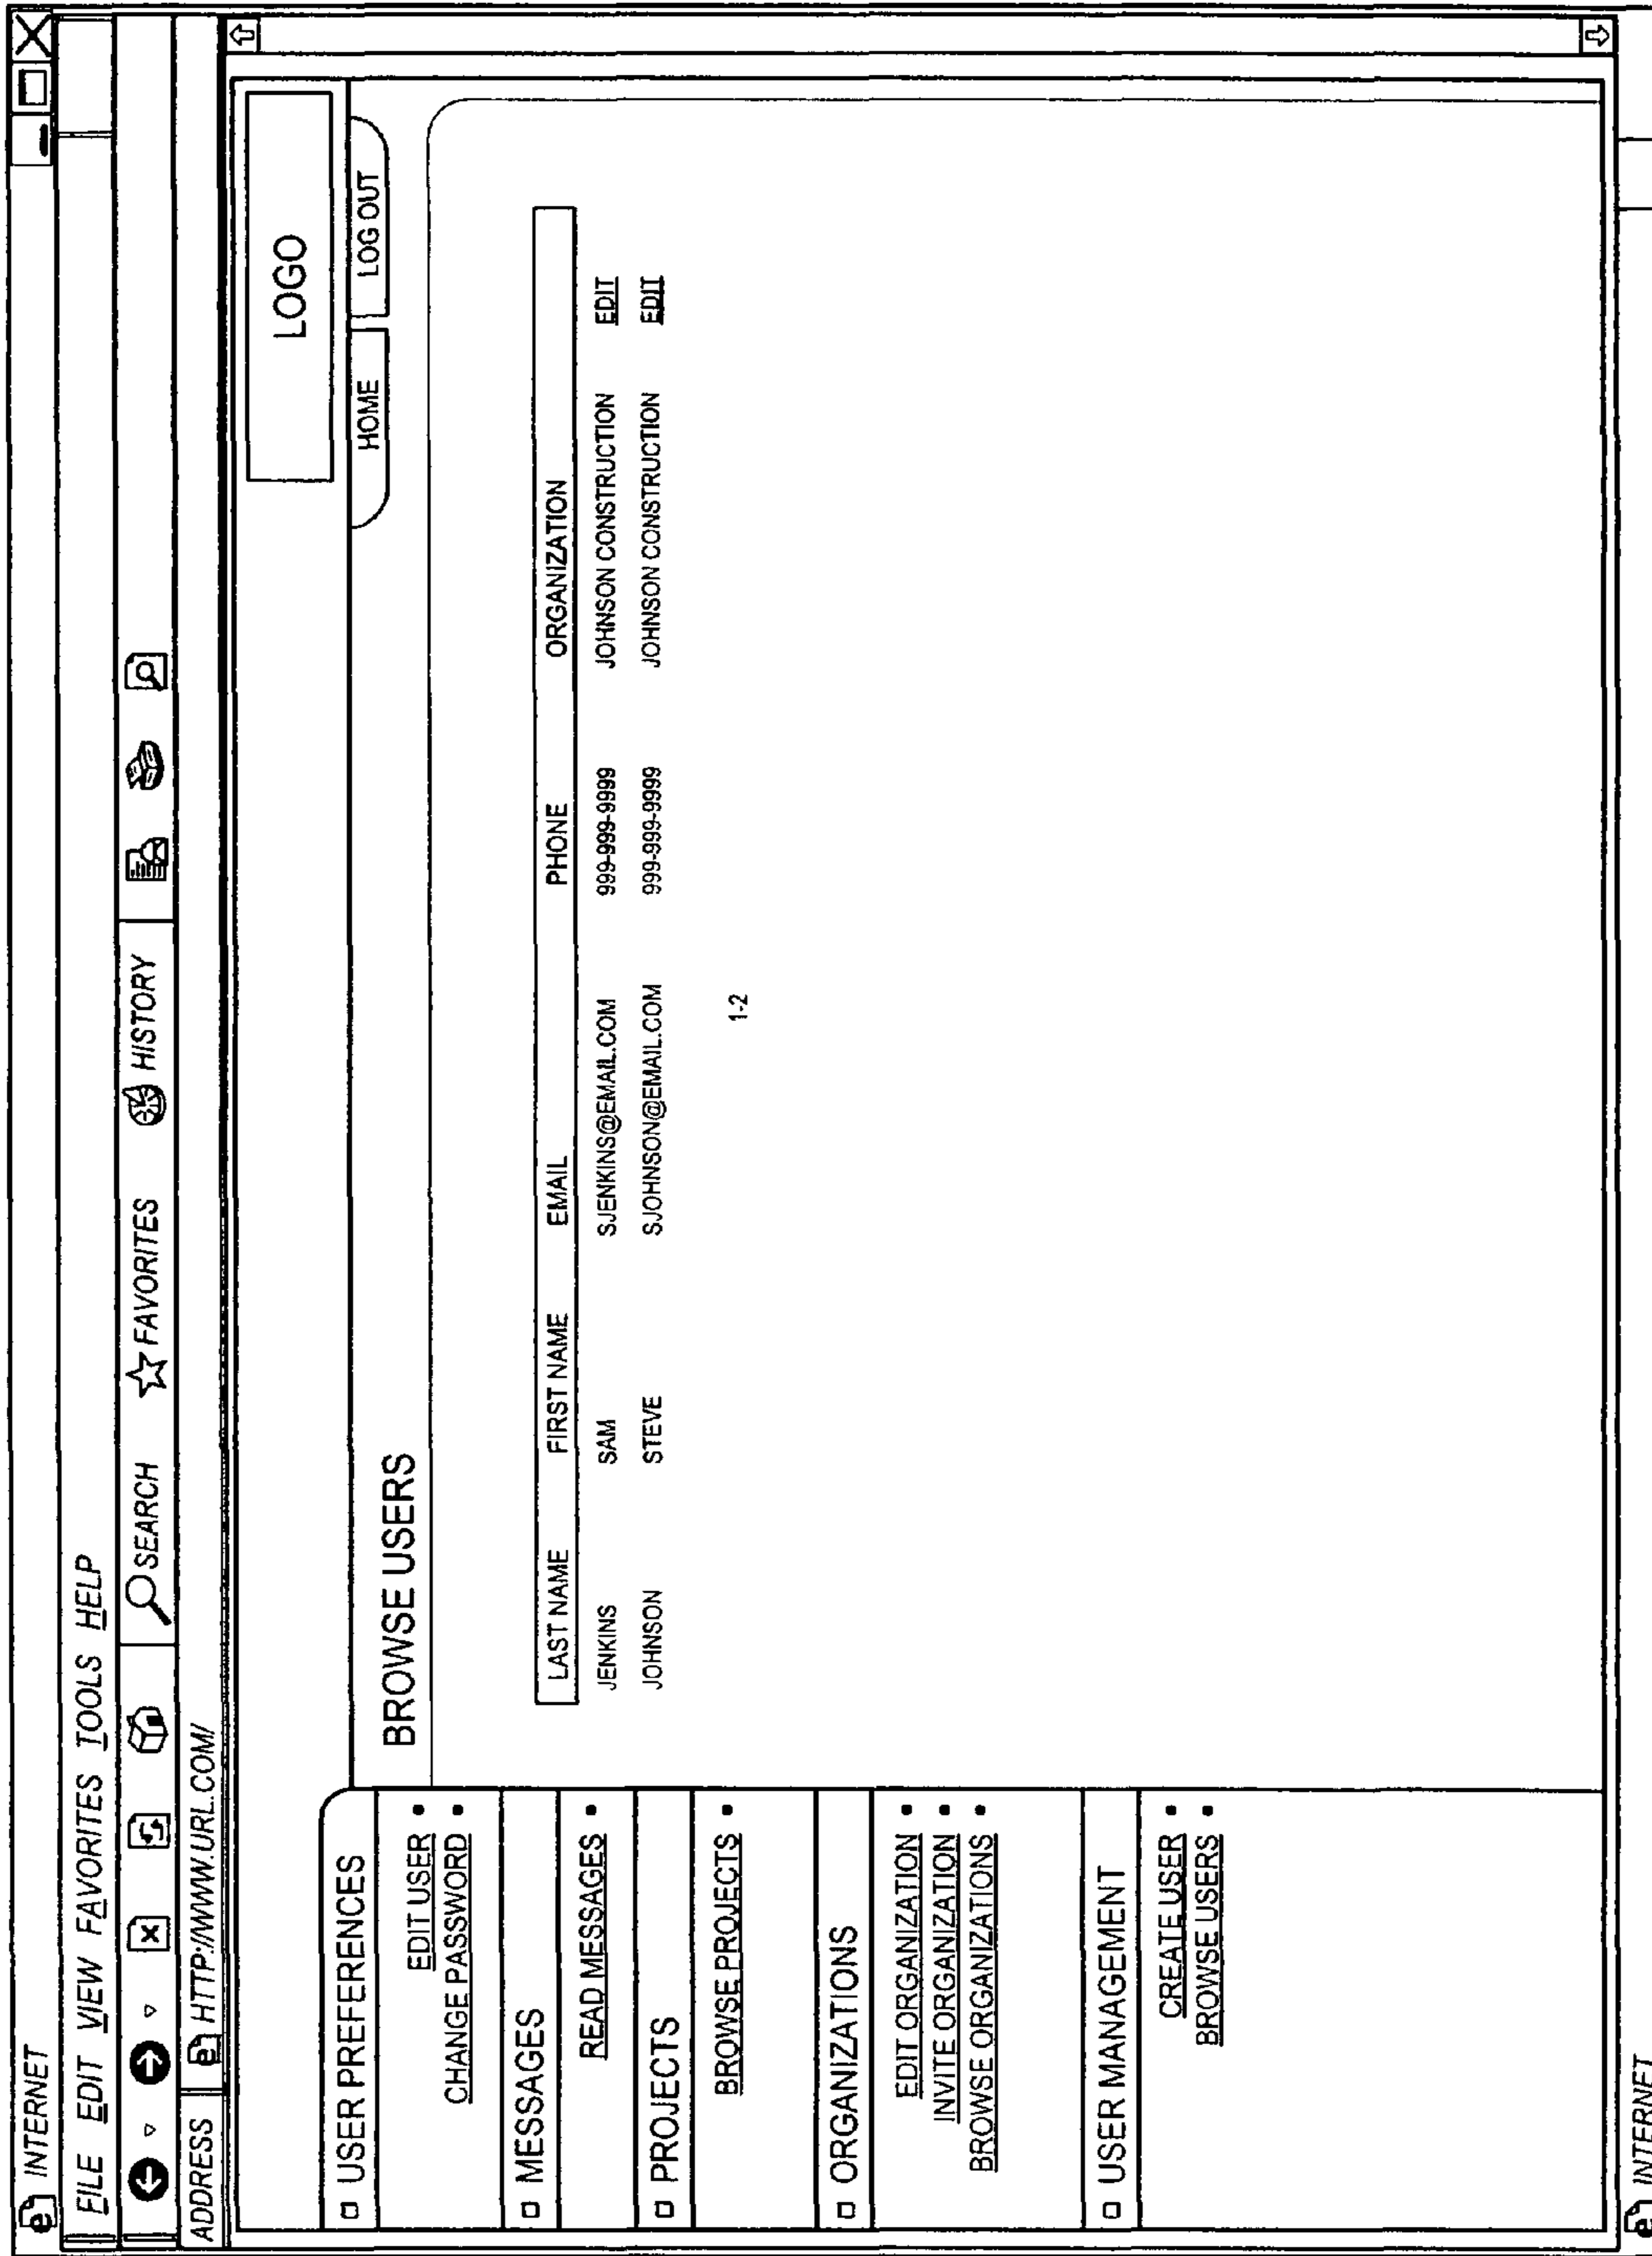 INTERNET
FILE EDIT VIEW FAVORITES TOOLS HELP
SEARCH FAVORITES HISTORY
ADDRESS HTTP://WWW.URL.COM/
LOGO
HOME LOG OUT
USER PREFERENCES
EDIT USER
CHANGE PASSWORD
MESSAGES
READ MESSAGES
PROJECTS
BROWSE PROJECTS
ORGANIZATIONS
EDIT ORGANIZATION
INVITE ORGANIZATION
BROWSE ORGANIZATIONS
USER MANAGEMENT
CREATE USER
BROWSE USERS
BROWSE USERS
LAST NAME FIRST NAME EMAIL PHONE ORGANIZATION
JENKINS SAM SJENKINS@EMAIL.COM 999-999-9999 JOHNSON CONSTRUCTION EDIT
JOHNSON STEVE SJOHNSON@EMAIL.COM 999-999-9999 JOHNSON CONSTRUCTION EDIT
1-2
INTERNET